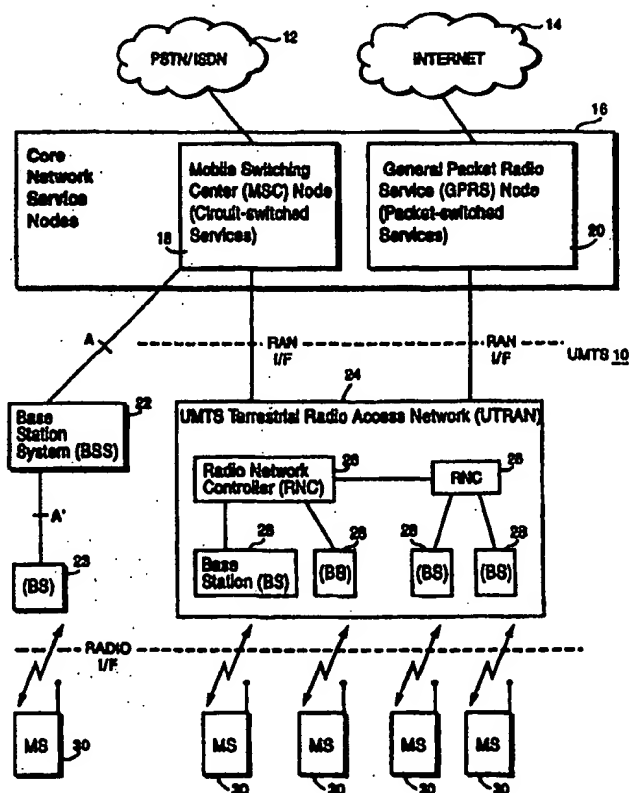 12
PSTN/ISDN
14
INTERNET
16
Core
Network
Service
Nodes
Mobile Switching
Center (MSC) Node
(Circuit-switched
Services)
18
General Packet Radio
Service (GPRS) Node
(Packet-switched
Services)
20
A
RAN
I/F
RAN
I/F
UMTS 10
22
Base
Station
System (BSS)
24
UMTS Terrestrial Radio Access Network (UTRAN)
Radio Network
Controller (RNC)
26
RNC
26
A'
28
Base
Station (BS)
28
(BS)
28
(BS)
28
(BS)
23
(BS)
RADIO
I/F
MS
30
MS
30
MS
30
MS
30
MS
30